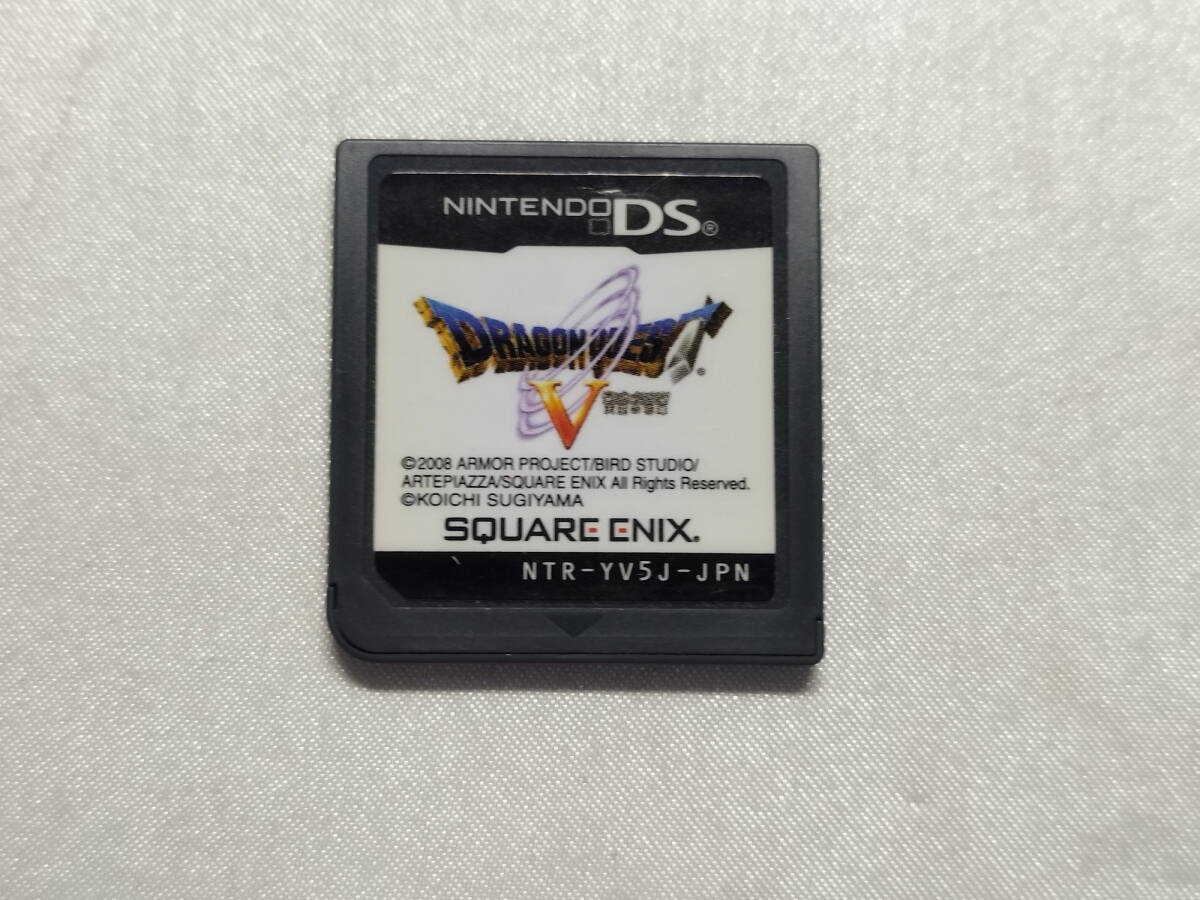 NINTENDO DS®
DRAGON QUEST®
V
©2008 ARMOR PROJECT/BIRD STUDIO/
ARTEPIAZZA/SQUARE ENIX All Rights Reserved.
©KOICHI SUGIYAMA
SQUARE ENIX®
NTR-YV5J-JPN